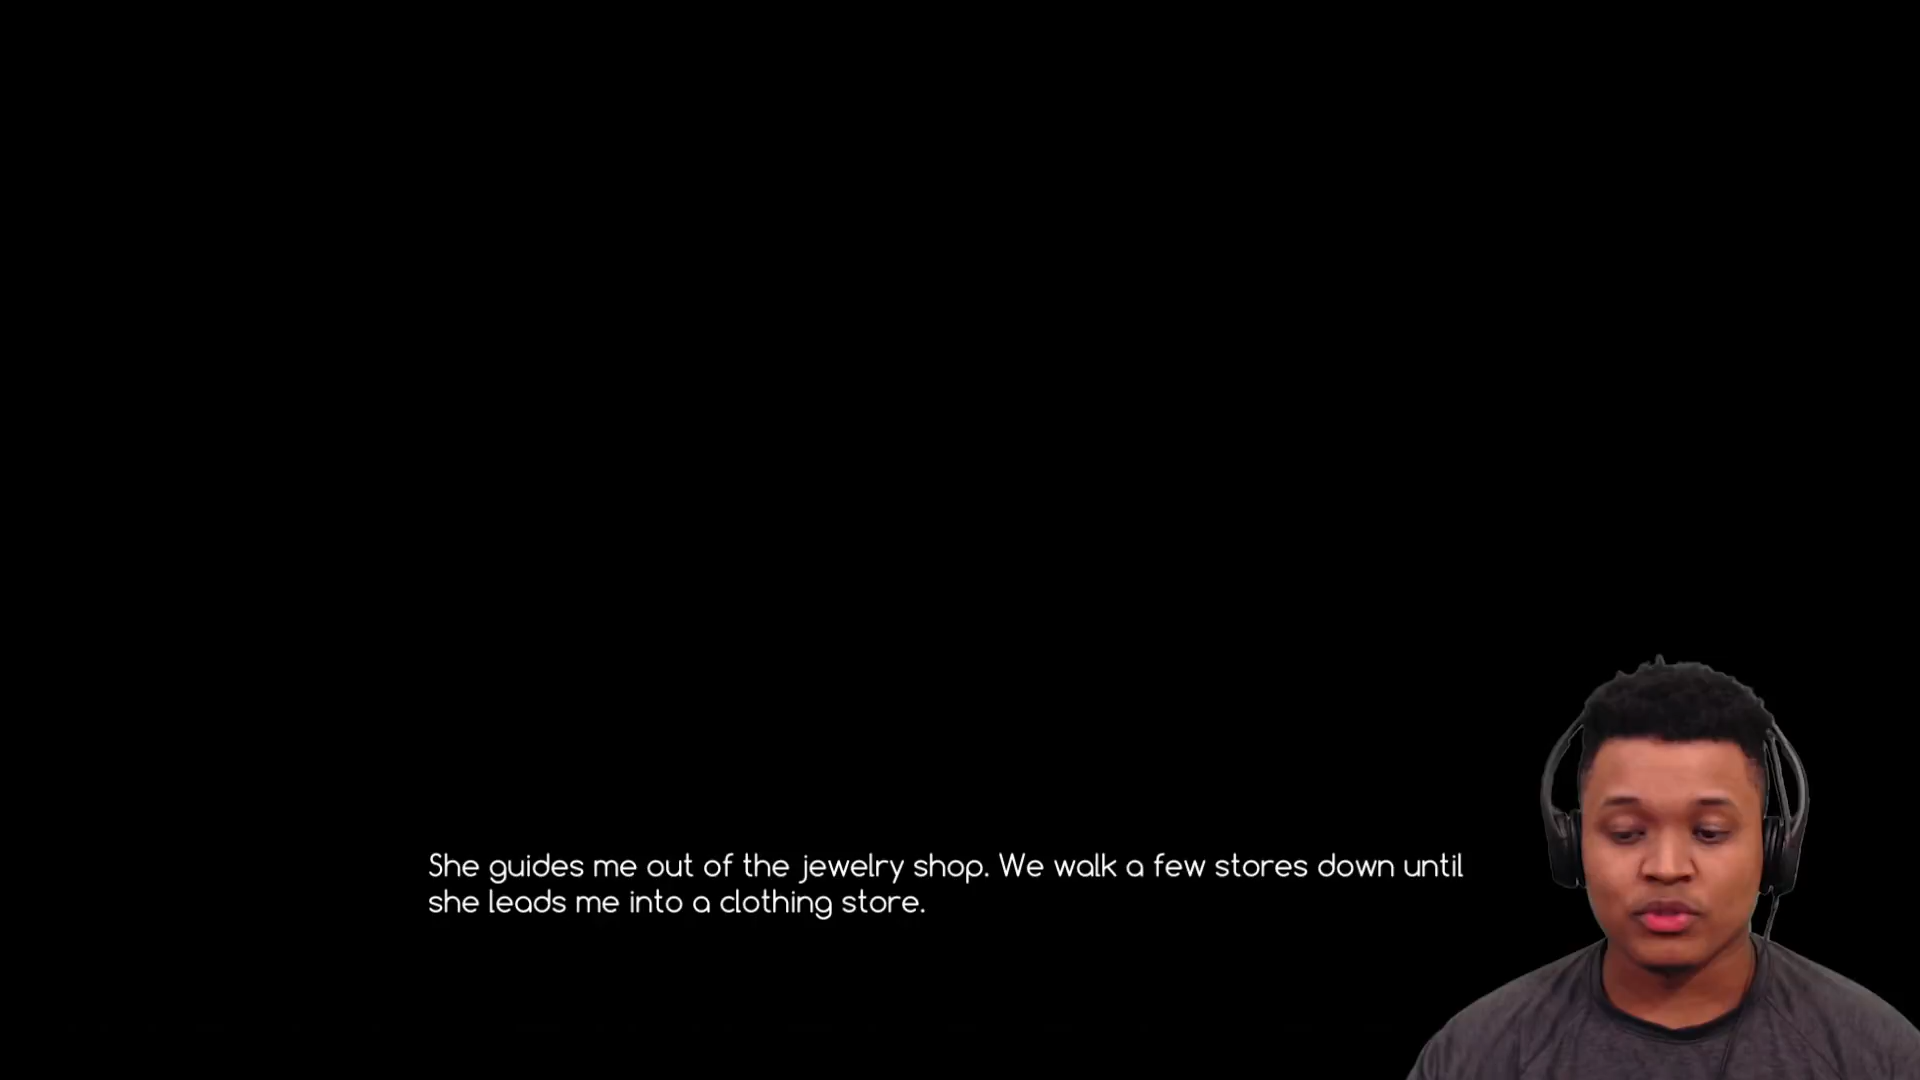 She guides me out of the jewelry shop. We walk a few stores down until
she leads me into a clothing store.